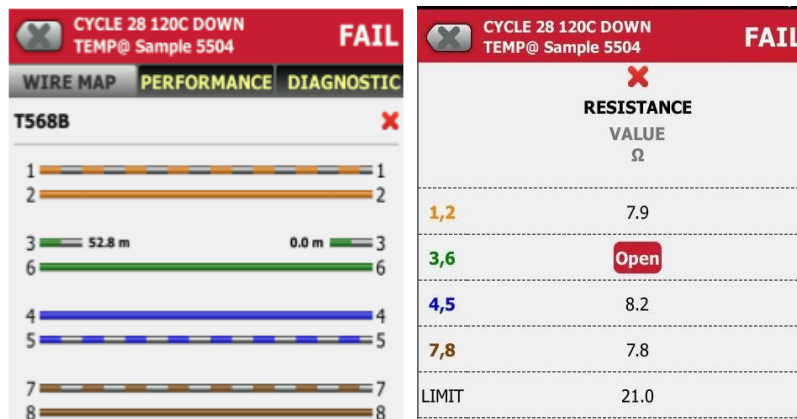 CYCLE 28 120C DOWN
TEMP@ Sample 5504
FAIL
WIRE MAP PERFORMANCE DIAGNOSTIC
T568B
1 1
2 2
3 52.8 m 0.0 m 3
6 6
4 4
5 5
7 7
8 8
CYCLE 28 120C DOWN
TEMP@ Sample 5504
FAIL
RESISTANCE
VALUE
Ω
1,2 7.9
3,6 Open
4,5 8.2
7,8 7.8
LIMIT 21.0